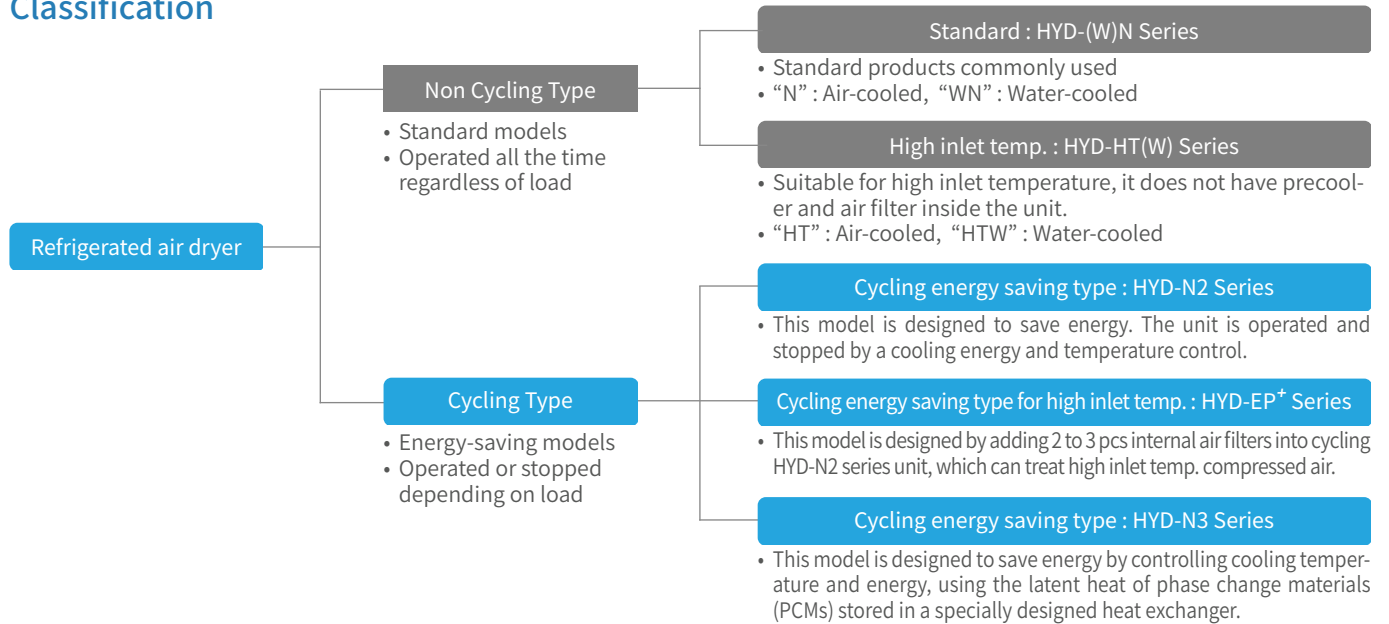 Classification
Refrigerated air dryer
Non Cycling Type
• Standard models
• Operated all the time
regardless of load
Standard : HYD-(W)N Series
• Standard products commonly used
• “N” : Air-cooled, “WN” : Water-cooled
High inlet temp. : HYD-HT(W) Series
• Suitable for high inlet temperature, it does not have precool-
er and air filter inside the unit.
• “HT” : Air-cooled, “HTW” : Water-cooled
Cycling Type
• Energy-saving models
• Operated or stopped
depending on load
Cycling energy saving type : HYD-N2 Series
• This model is designed to save energy. The unit is operated and
stopped by a cooling energy and temperature control.
Cycling energy saving type for high inlet temp. : HYD-EP⁺ Series
• This model is designed by adding 2 to 3 pcs internal air filters into cycling
HYD-N2 series unit, which can treat high inlet temp. compressed air.
Cycling energy saving type : HYD-N3 Series
• This model is designed to save energy by controlling cooling temper-
ature and energy, using the latent heat of phase change materials
(PCMs) stored in a specially designed heat exchanger.